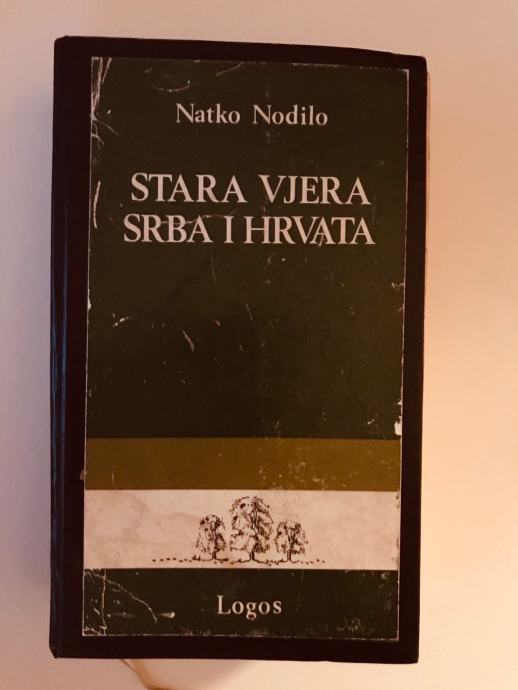 Natko Nodilo
STARA VJERA
SRBA I HRVATA
Logos